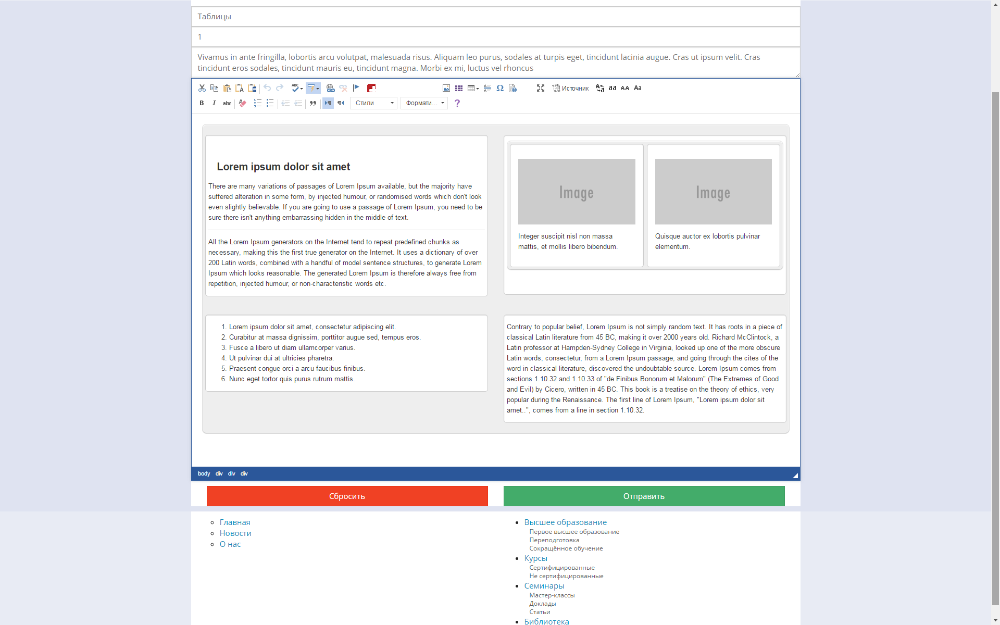 Таблицы
1
Vivamus in ante fringilla, lobortis arcu volutpat, malesuada risus. Aliquam leo purus, sodales at turpis eget, tincidunt lacinia augue. Cras ut ipsum velit. Cras
tincidunt eros sodales, tincidunt mauris eu, tincidunt magna. Morbi ex mi, luctus vel rhoncus
ABC Ω Источник Aa aa AA Aa
B I abc Стили Формати... ?
Lorem ipsum dolor sit amet
There are many variations of passages of Lorem Ipsum available, but the majority have
suffered alteration in some form, by injected humour, or randomised words which don't look
even slightly believable. If you are going to use a passage of Lorem Ipsum, you need to be
sure there isn't anything embarrassing hidden in the middle of text.
All the Lorem Ipsum generators on the Internet tend to repeat predefined chunks as
necessary, making this the first true generator on the Internet. It uses a dictionary of over
200 Latin words, combined with a handful of model sentence structures, to generate Lorem
Ipsum which looks reasonable. The generated Lorem Ipsum is therefore always free from
repetition, injected humour, or non-characteristic words etc.
Image
Integer suscipit nisl non massa
mattis, et mollis libero bibendum.
Image
Quisque auctor ex lobortis pulvinar
elementum.
1. Lorem ipsum dolor sit amet, consectetur adipiscing elit.
2. Curabitur at massa dignissim, porttitor augue sed, tempus eros.
3. Fusce a libero ut diam ullamcorper varius.
4. Ut pulvinar dui at ultricies pharetra.
5. Praesent congue orci a arcu faucibus finibus.
6. Nunc eget tortor quis purus rutrum mattis.
Contrary to popular belief, Lorem Ipsum is not simply random text. It has roots in a piece of
classical Latin literature from 45 BC, making it over 2000 years old. Richard McClintock, a
Latin professor at Hampden-Sydney College in Virginia, looked up one of the more obscure
Latin words, consectetur, from a Lorem Ipsum passage, and going through the cites of the
word in classical literature, discovered the undoubtable source. Lorem Ipsum comes from
sections 1.10.32 and 1.10.33 of "de Finibus Bonorum et Malorum" (The Extremes of Good
and Evil) by Cicero, written in 45 BC. This book is a treatise on the theory of ethics, very
popular during the Renaissance. The first line of Lorem Ipsum, "Lorem ipsum dolor sit
amet..", comes from a line in section 1.10.32.
body div div div
Сбросить
Отправить
Главная
Новости
О нас
Высшее образование
Первое высшее образование
Переподготовка
Сокращённое обучение
Курсы
Сертифицированные
Не сертифицированные
Семинары
Мастер-классы
Доклады
Статьи
Библиотека